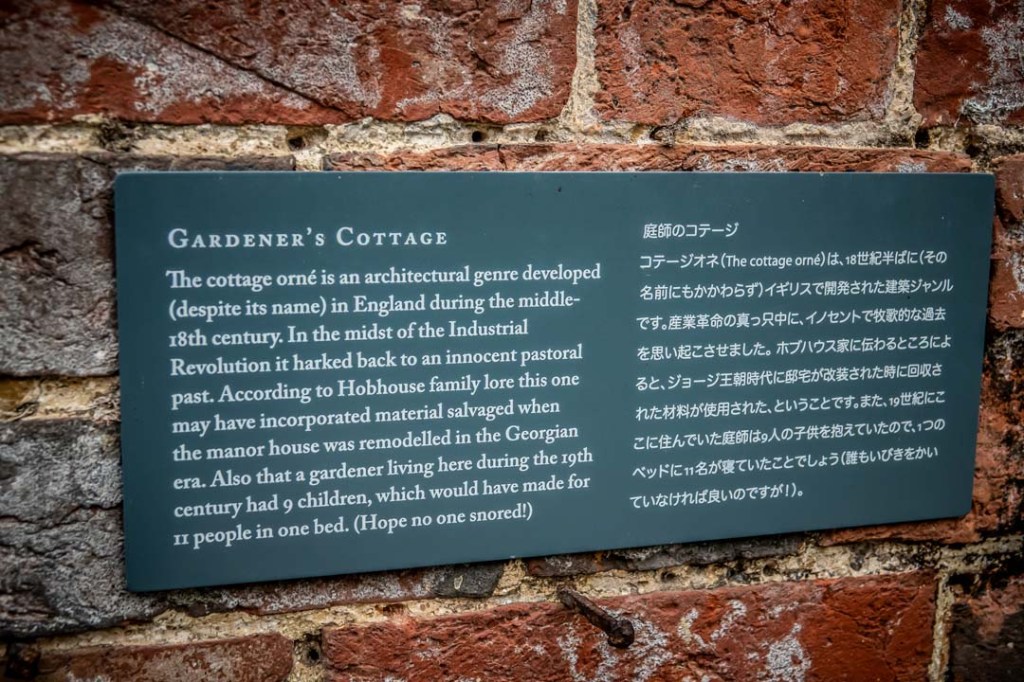 GARDENER'S COTTAGE
The cottage orné is an architectural genre developed
(despite its name) in England during the middle-
18th century. In the midst of the Industrial
Revolution it harked back to an innocent pastoral
past. According to Hobhouse family lore this one
may have incorporated material salvaged when
the manor house was remodelled in the Georgian
era. Also that a gardener living here during the 19th
century had 9 children, which would have made for
11 people in one bed. (Hope no one snored!)
庭師のコテージ
コテージオネ(The cottage orné)は、18世紀半ばに(その
名前にもかかわらず)イギリスで開発された建築ジャンル
です。産業革命の真っ只中に、イノセントで牧歌的な過去
を思い起こさせました。ホブハウス家に伝わるところによ
ると、ジョージ王朝時代に邸宅が改装された時に回収さ
れた材料が使用された、ということです。また、19世紀にこ
こに住んでいた庭師は9人の子供を抱えていたので、1つの
ベッドに11名が寝ていたことでしょう(誰もいびきをかい
ていなければ良いのですが!)。